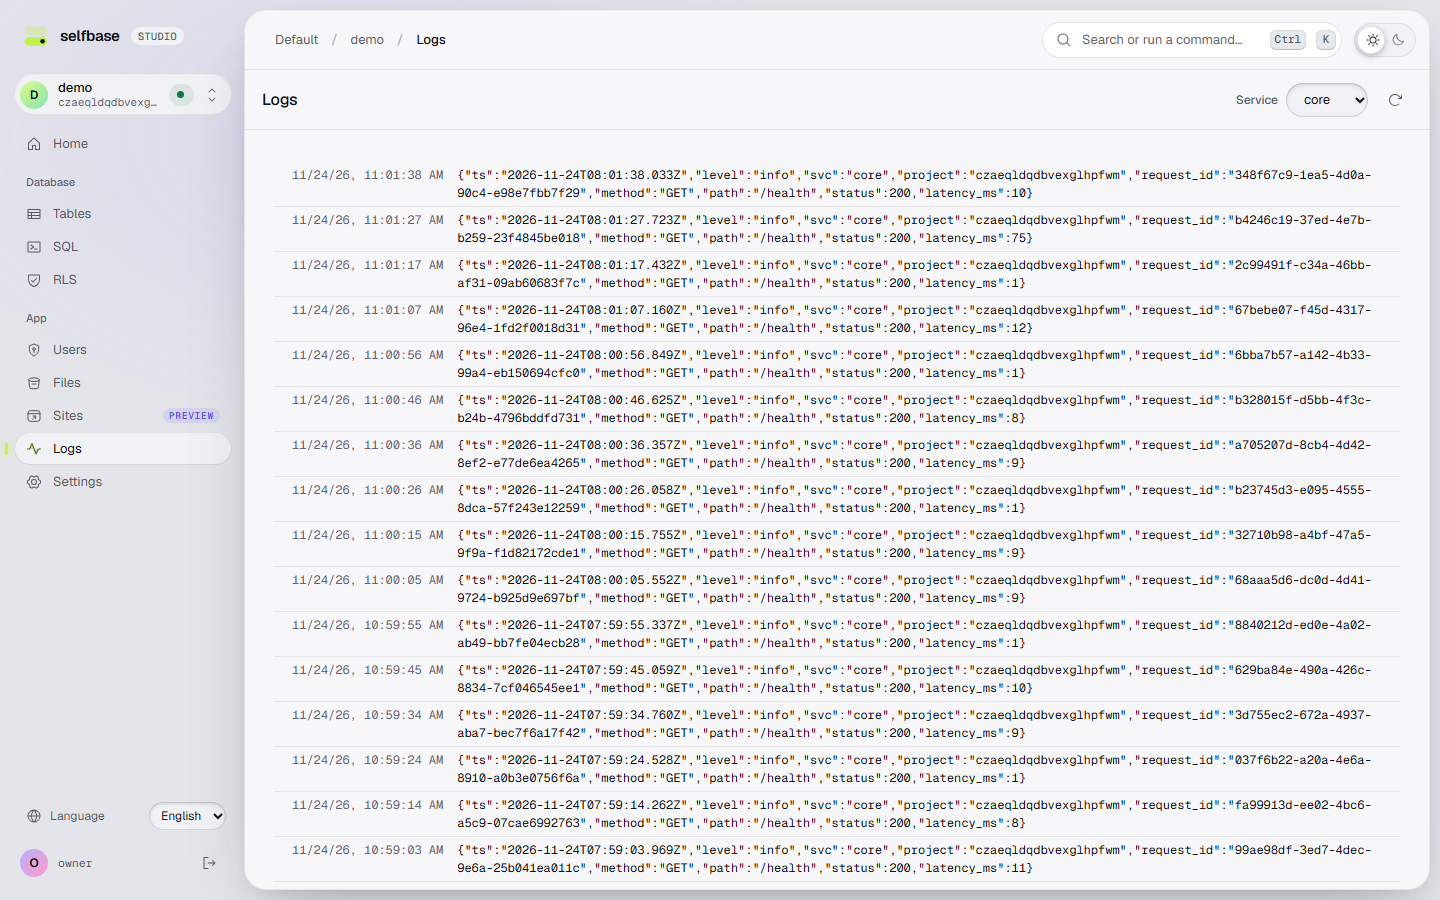 selfbase STUDIO
D
demo
czaeqldqdbvexg…
Home
Database
Tables
SQL
RLS
App
Users
Files
Sites PREVIEW
Logs
Settings
Language English
O owner
Default / demo / Logs
Search or run a command... Ctrl K
Logs
Service core
11/24/26, 11:01:38 AM {"ts":"2026-11-24T08:01:38.033Z","level":"info","svc":"core","project":"czaeqldqdbvexglhpfwm","request_id":"348f67c9-1ea5-4d0a-
90c4-e98e7fbb7f29","method":"GET","path":"/health","status":200,"latency_ms":10}
11/24/26, 11:01:27 AM {"ts":"2026-11-24T08:01:27.723Z","level":"info","svc":"core","project":"czaeqldqdbvexglhpfwm","request_id":"b4246c19-37ed-4e7b-
b259-23f4845be018","method":"GET","path":"/health","status":200,"latency_ms":75}
11/24/26, 11:01:17 AM {"ts":"2026-11-24T08:01:17.432Z","level":"info","svc":"core","project":"czaeqldqdbvexglhpfwm","request_id":"2c99491f-c34a-46bb-
af31-09ab60683f7c","method":"GET","path":"/health","status":200,"latency_ms":1}
11/24/26, 11:01:07 AM {"ts":"2026-11-24T08:01:07.160Z","level":"info","svc":"core","project":"czaeqldqdbvexglhpfwm","request_id":"67bebe07-f45d-4317-
96e4-1fd2f0018d31","method":"GET","path":"/health","status":200,"latency_ms":12}
11/24/26, 11:00:56 AM {"ts":"2026-11-24T08:00:56.849Z","level":"info","svc":"core","project":"czaeqldqdbvexglhpfwm","request_id":"6bba7b57-a142-4b33-
99a4-eb150694cfc0","method":"GET","path":"/health","status":200,"latency_ms":1}
11/24/26, 11:00:46 AM {"ts":"2026-11-24T08:00:46.625Z","level":"info","svc":"core","project":"czaeqldqdbvexglhpfwm","request_id":"b328015f-d5bb-4f3c-
b24b-4796bddfd731","method":"GET","path":"/health","status":200,"latency_ms":8}
11/24/26, 11:00:36 AM {"ts":"2026-11-24T08:00:36.357Z","level":"info","svc":"core","project":"czaeqldqdbvexglhpfwm","request_id":"a705207d-8cb4-4d42-
8ef2-e77de6ea4265","method":"GET","path":"/health","status":200,"latency_ms":9}
11/24/26, 11:00:26 AM {"ts":"2026-11-24T08:00:26.058Z","level":"info","svc":"core","project":"czaeqldqdbvexglhpfwm","request_id":"b23745d3-e095-4555-
8dca-57f243e12259","method":"GET","path":"/health","status":200,"latency_ms":1}
11/24/26, 11:00:15 AM {"ts":"2026-11-24T08:00:15.755Z","level":"info","svc":"core","project":"czaeqldqdbvexglhpfwm","request_id":"32710b98-a4bf-47a5-
9f9a-f1d82172cde1","method":"GET","path":"/health","status":200,"latency_ms":9}
11/24/26, 11:00:05 AM {"ts":"2026-11-24T08:00:05.552Z","level":"info","svc":"core","project":"czaeqldqdbvexglhpfwm","request_id":"68aaa5d6-dc0d-4d41-
9724-b925d9e697bf","method":"GET","path":"/health","status":200,"latency_ms":9}
11/24/26, 10:59:55 AM {"ts":"2026-11-24T07:59:55.337Z","level":"info","svc":"core","project":"czaeqldqdbvexglhpfwm","request_id":"8840212d-ed0e-4a02-
ab49-bb7fe04ecb28","method":"GET","path":"/health","status":200,"latency_ms":1}
11/24/26, 10:59:45 AM {"ts":"2026-11-24T07:59:45.059Z","level":"info","svc":"core","project":"czaeqldqdbvexglhpfwm","request_id":"629ba84e-490a-426c-
8834-7cf046545ee1","method":"GET","path":"/health","status":200,"latency_ms":10}
11/24/26, 10:59:34 AM {"ts":"2026-11-24T07:59:34.760Z","level":"info","svc":"core","project":"czaeqldqdbvexglhpfwm","request_id":"3d755ec2-672a-4937-
aba7-bec7f6a17f42","method":"GET","path":"/health","status":200,"latency_ms":9}
11/24/26, 10:59:24 AM {"ts":"2026-11-24T07:59:24.528Z","level":"info","svc":"core","project":"czaeqldqdbvexglhpfwm","request_id":"037f6b22-a20a-4e6a-
8910-a0b3e0756f6a","method":"GET","path":"/health","status":200,"latency_ms":1}
11/24/26, 10:59:14 AM {"ts":"2026-11-24T07:59:14.262Z","level":"info","svc":"core","project":"czaeqldqdbvexglhpfwm","request_id":"fa99913d-ee02-4bc6-
a5c9-07cae6992763","method":"GET","path":"/health","status":200,"latency_ms":8}
11/24/26, 10:59:03 AM {"ts":"2026-11-24T07:59:03.969Z","level":"info","svc":"core","project":"czaeqldqdbvexglhpfwm","request_id":"99ae98df-3ed7-4dec-
9e6a-25b041ea011c","method":"GET","path":"/health","status":200,"latency_ms":11}